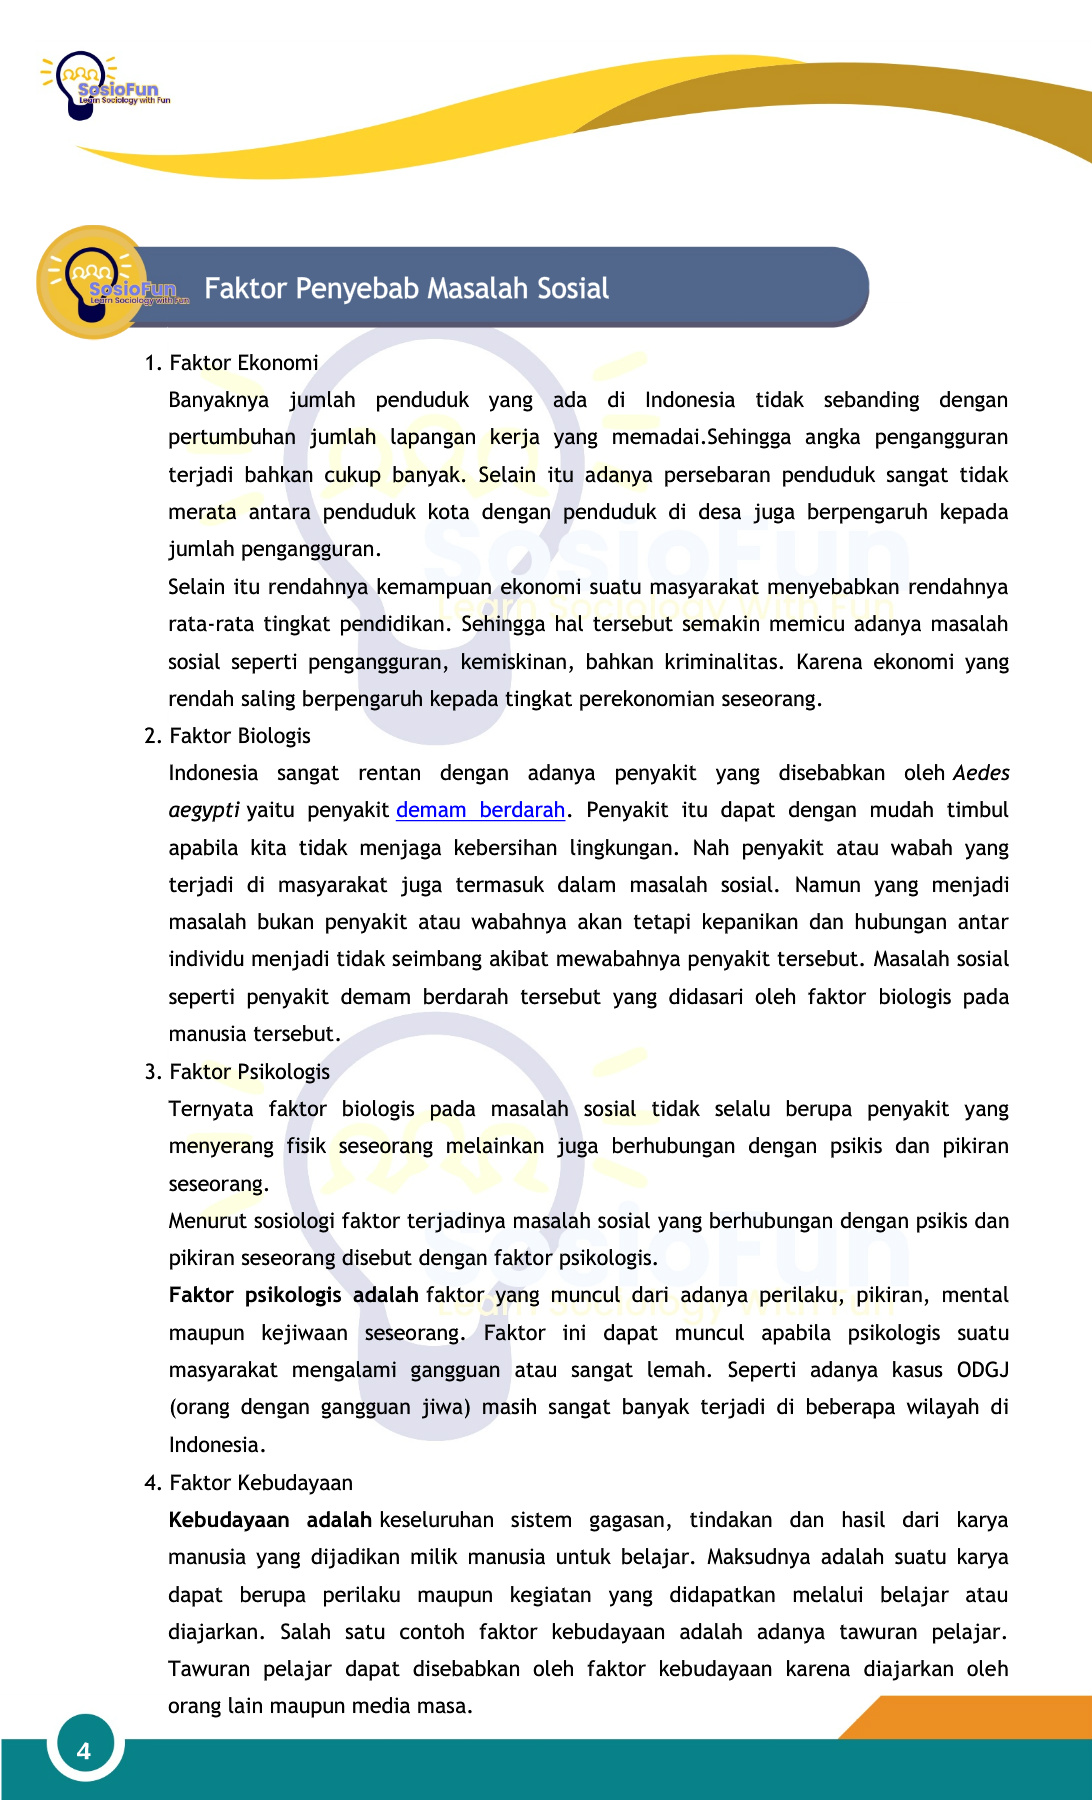 SosioFun
Learn Sociology with Fun
SosioFun
Learn Sociology with Fun
Faktor Penyebab Masalah Sosial
1. Faktor Ekonomi
Banyaknya jumlah penduduk yang ada di Indonesia tidak sebanding dengan
pertumbuhan jumlah lapangan kerja yang memadai.Sehingga angka pengangguran
terjadi bahkan cukup banyak. Selain itu adanya persebaran penduduk sangat tidak
merata antara penduduk kota dengan penduduk di desa juga berpengaruh kepada
jumlah pengangguran.
SosioFun
Learn Sociology With Fun
Selain itu rendahnya kemampuan ekonomi suatu masyarakat menyebabkan rendahnya
rata-rata tingkat pendidikan. Sehingga hal tersebut semakin memicu adanya masalah
sosial seperti pengangguran, kemiskinan, bahkan kriminalitas. Karena ekonomi yang
rendah saling berpengaruh kepada tingkat perekonomian seseorang.
2. Faktor Biologis
Indonesia sangat rentan dengan adanya penyakit yang disebabkan oleh Aedes
aegypti yaitu penyakit demam berdarah. Penyakit itu dapat dengan mudah timbul
apabila kita tidak menjaga kebersihan lingkungan. Nah penyakit atau wabah yang
terjadi di masyarakat juga termasuk dalam masalah sosial. Namun yang menjadi
masalah bukan penyakit atau wabahnya akan tetapi kepanikan dan hubungan antar
individu menjadi tidak seimbang akibat mewabahnya penyakit tersebut. Masalah sosial
seperti penyakit demam berdarah tersebut yang didasari oleh faktor biologis pada
manusia tersebut.
3. Faktor Psikologis
Ternyata faktor biologis pada masalah sosial tidak selalu berupa penyakit yang
menyerang fisik seseorang melainkan juga berhubungan dengan psikis dan pikiran
seseorang.
Menurut sosiologi faktor terjadinya masalah sosial yang berhubungan dengan psikis dan
pikiran seseorang disebut dengan faktor psikologis.
SosioFun
Learn Sociology With Fun
Faktor psikologis adalah faktor yang muncul dari adanya perilaku, pikiran, mental
maupun kejiwaan seseorang. Faktor ini dapat muncul apabila psikologis suatu
masyarakat mengalami gangguan atau sangat lemah. Seperti adanya kasus ODGJ
(orang dengan gangguan jiwa) masih sangat banyak terjadi di beberapa wilayah di
Indonesia.
4. Faktor Kebudayaan
Kebudayaan adalah keseluruhan sistem gagasan, tindakan dan hasil dari karya
manusia yang dijadikan milik manusia untuk belajar. Maksudnya adalah suatu karya
dapat berupa perilaku maupun kegiatan yang didapatkan melalui belajar atau
diajarkan. Salah satu contoh faktor kebudayaan adalah adanya tawuran pelajar.
Tawuran pelajar dapat disebabkan oleh faktor kebudayaan karena diajarkan oleh
orang lain maupun media masa.
4